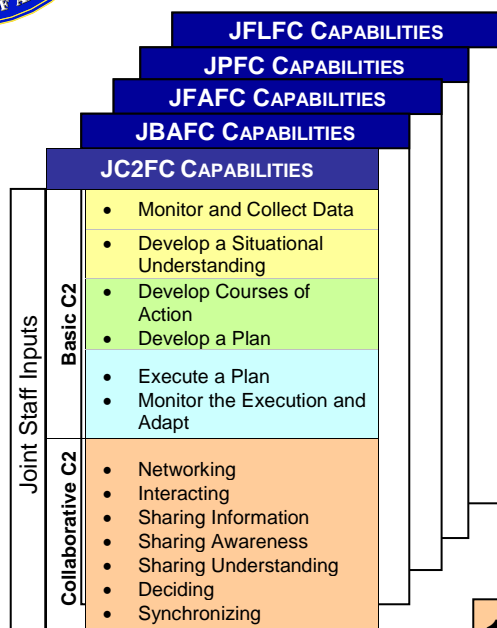 JFLFC CAPABILITIES
JPFC CAPABILITIES
JFAFC CAPABILITIES
JBAFC CAPABILITIES
JC2FC CAPABILITIES
Joint Staff Inputs
Basic C2
• Monitor and Collect Data
• Develop a Situational
Understanding
• Develop Courses of
Action
• Develop a Plan
• Execute a Plan
• Monitor the Execution and
Adapt
Collaborative C2
• Networking
• Interacting
• Sharing Information
• Sharing Awareness
• Sharing Understanding
• Deciding
• Synchronizing